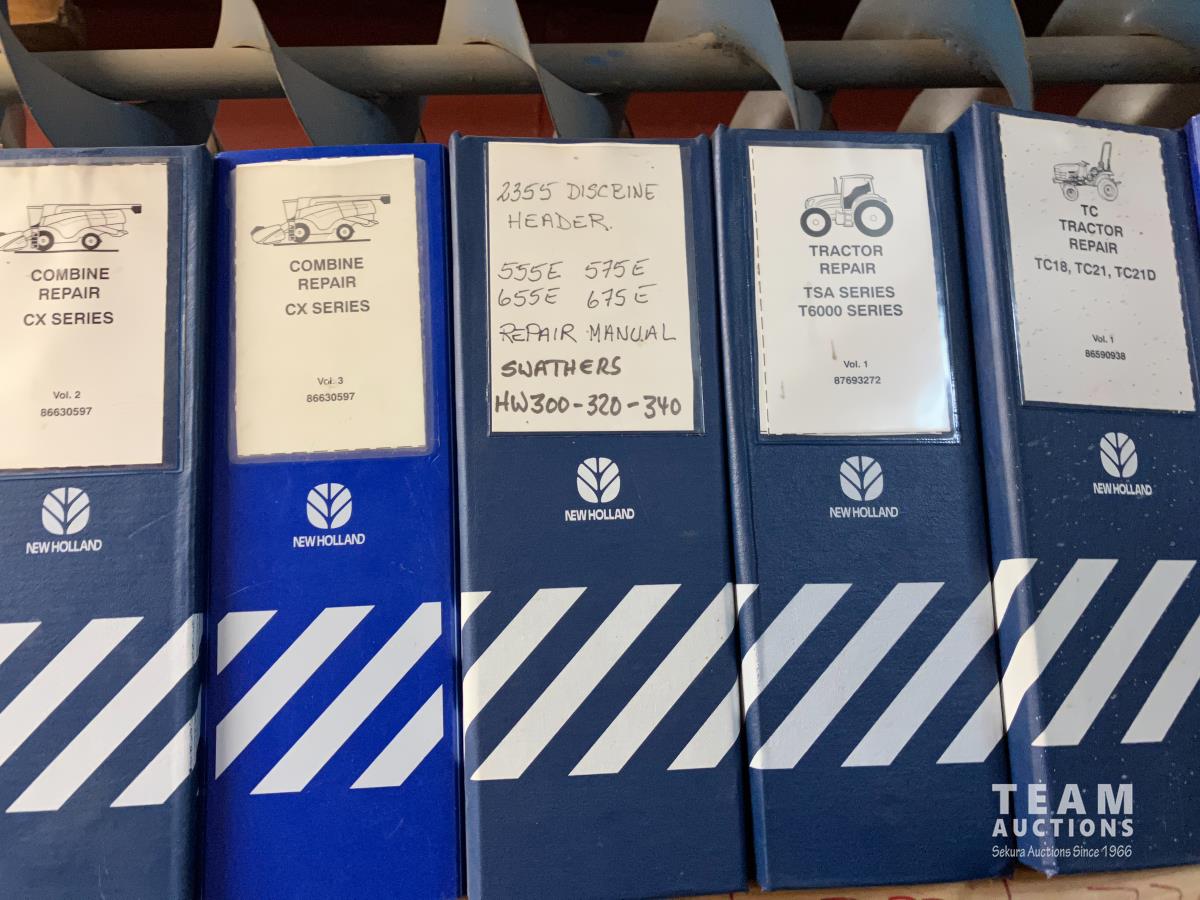 COMBINE
REPAIR
CX SERIES
Vol. 2
86630597
NEW HOLLAND
COMBINE
REPAIR
CX SERIES
Vol. 3
86630597
NEW HOLLAND
2355 DISCBINE
HEADER.
555E 575E
655E 675E
REPAIR MANUAL
SWATHERS
HW300-320-340
NEW HOLLAND
TRACTOR
REPAIR
TSA SERIES
T6000 SERIES
Vol. 1
87693272
NEW HOLLAND
TC
TRACTOR
REPAIR
TC18, TC21, TC21D
Vol. 1
86590938
NEW HOLLAND
TEAM
AUCTIONS
Sekura Auctions Since 1966